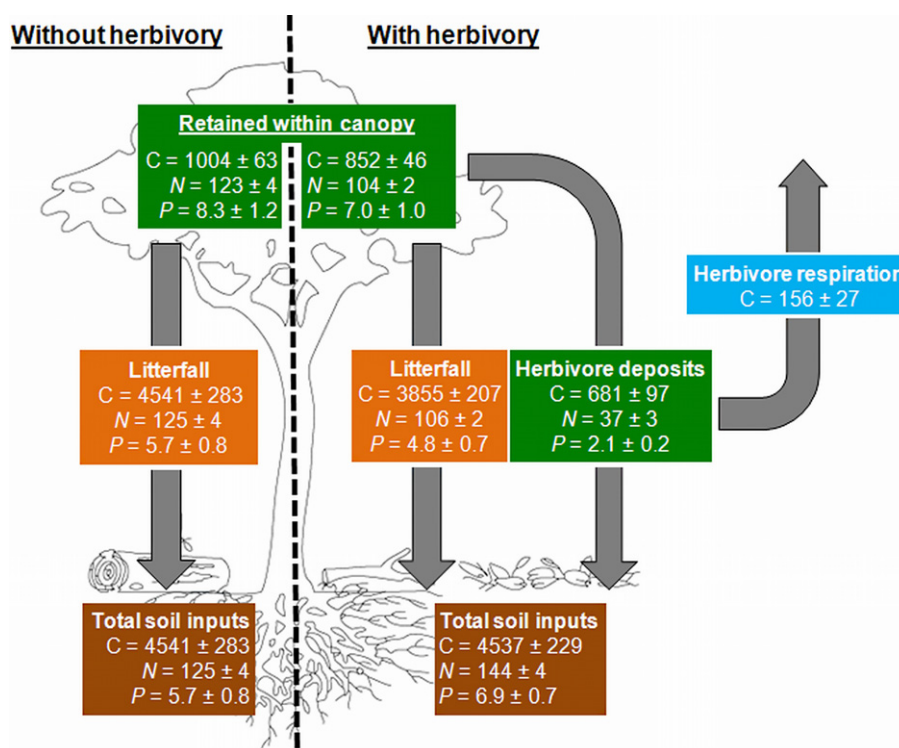 Without herbivory
With herbivory
Retained within canopy
C = 1004 ± 63
N = 123 ± 4
P = 8.3 ± 1.2
C = 852 ± 46
N = 104 ± 2
P = 7.0 ± 1.0
Herbivore respiration
C = 156 ± 27
Litterfall
C = 4541 ± 283
N = 125 ± 4
P = 5.7 ± 0.8
Litterfall
C = 3855 ± 207
N = 106 ± 2
P = 4.8 ± 0.7
Herbivore deposits
C = 681 ± 97
N = 37 ± 3
P = 2.1 ± 0.2
Total soil inputs
C = 4541 ± 283
N = 125 ± 4
P = 5.7 ± 0.8
Total soil inputs
C = 4537 ± 229
N = 144 ± 4
P = 6.9 ± 0.7